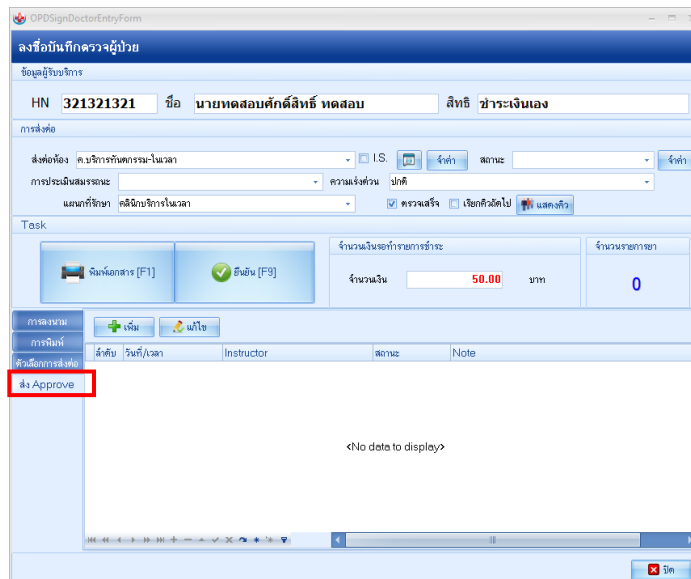 OPDSignDoctorEntryForm
ลงชื่อบันทึกตรวจผู้ป่วย
ข้อมูลผู้รับบริการ
HN 321321321 ชื่อ นายทดสอบศักดิ์สิทธิ์ ทดสอบ สิทธิ ชำระเงินเอง
การส่งต่อ
ส่งต่อห้อง ค.บริการทันตกรรม-ในเวลา I.S. จำค่า สถานะ จำค่า
การประเมินสมรรถนะ ความเร่งด่วน ปกติ
แผนกที่รักษา คลินิกบริการในเวลา ตรวจเสร็จ เรียกคิวถัดไป แสดงคิว
Task
พิมพ์เอกสาร [F1] ยืนยัน [F9] จำนวนเงินรอทำรายการชำระ จำนวนรายการยา
จำนวนเงิน 50.00 บาท 0
การลงนาม เพิ่ม แก้ไข
การพิมพ์
ตัวเลือกการส่งต่อ ลำดับ วันที่/เวลา Instructor สถานะ Note
ส่ง Approve
<No data to display>
ปิด